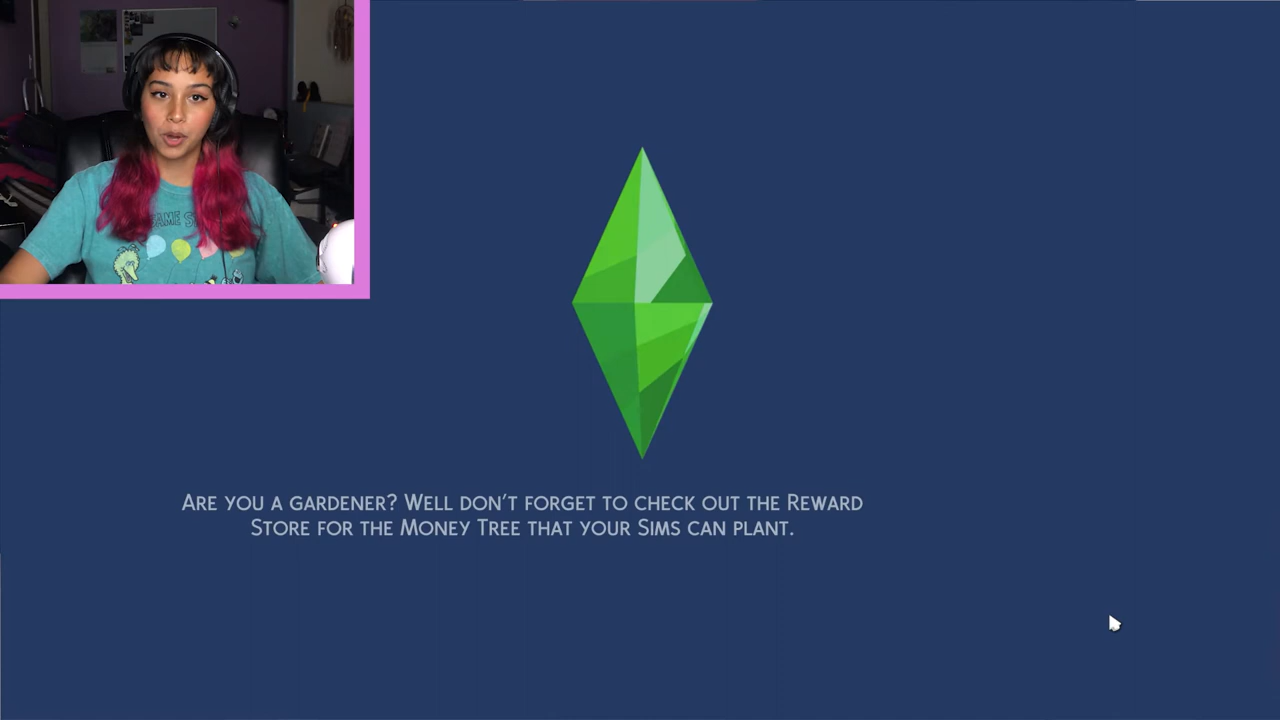 ARE YOU A GARDENER? WELL DON'T FORGET TO CHECK OUT THE REWARD
STORE FOR THE MONEY TREE THAT YOUR SIMS CAN PLANT.